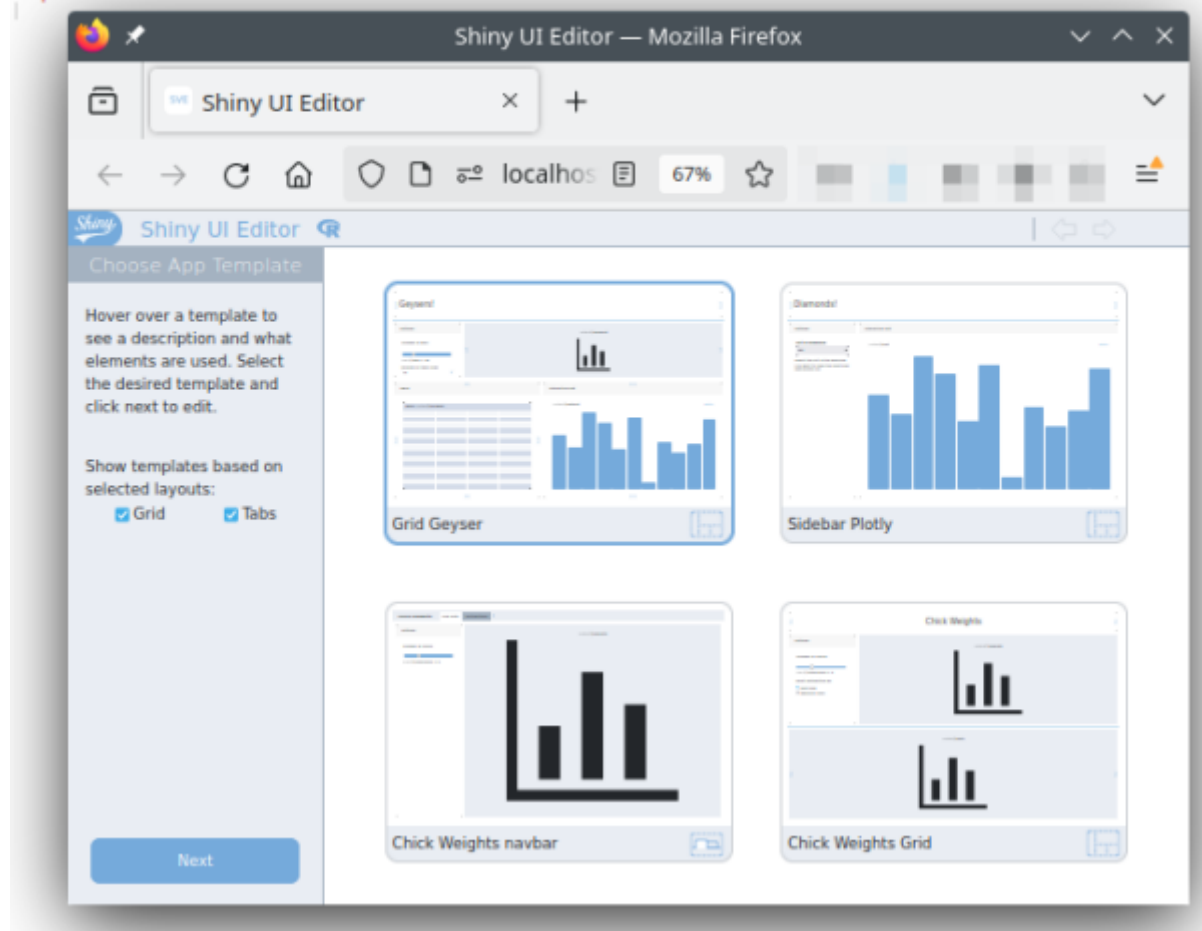 Shiny UI Editor — Mozilla Firefox
Shiny UI Editor
localhos
67%
Shiny
Shiny UI Editor
Choose App Template
Hover over a template to
see a description and what
elements are used. Select
the desired template and
click next to edit.
Show templates based on
selected layouts:
Grid
Tabs
Next
Geysers!
Grid Geyser
Diamonds!
Sidebar Plotly
Chick Weights navbar
Chick Weights
Chick Weights Grid